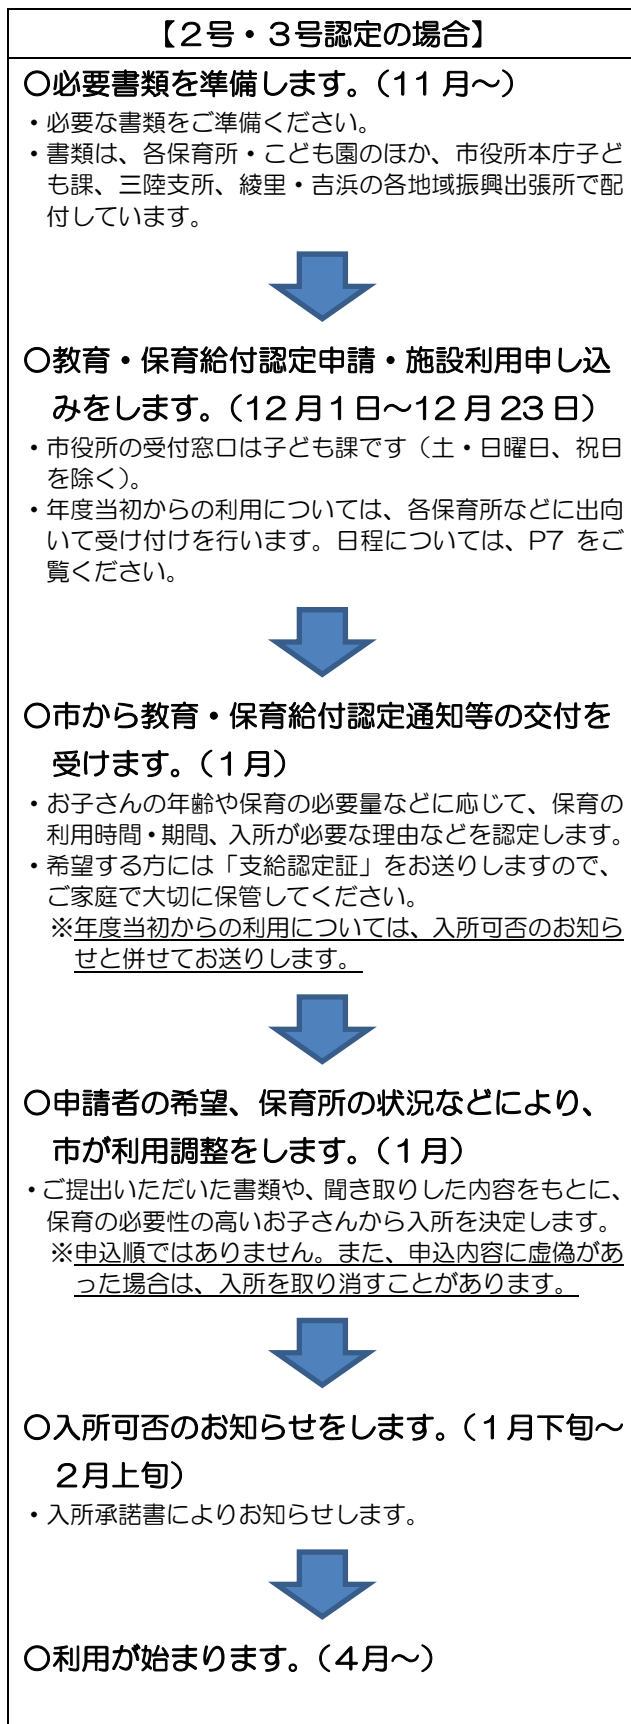 【２号・３号認定の場合】
〇必要書類を準備します。（11月～）
・必要な書類をご準備ください。
・書類は、各保育所・こども園のほか、市役所本庁子ど
も課、三陸支所、綾里・吉浜の各地域振興出張所で配
付しています。
〇教育・保育給付認定申請・施設利用申し込
みをします。（12月１日～12月23日）
・市役所の受付窓口は子ども課です（土・日曜日、祝日
を除く）。
・年度当初からの利用については、各保育所などに出向
いて受け付けを行います。日程については、P7 をご
覧ください。
〇市から教育・保育給付認定通知等の交付を
受けます。（１月）
・お子さんの年齢や保育の必要量などに応じて、保育の
利用時間・期間、入所が必要な理由などを認定します。
・希望する方には「支給認定証」をお送りしますので、
ご家庭で大切に保管してください。
※年度当初からの利用については、入所可否のお知ら
せと併せてお送りします。
〇申請者の希望、保育所の状況などにより、
市が利用調整をします。（１月）
・ご提出いただいた書類や、聞き取りした内容をもとに、
保育の必要性の高いお子さんから入所を決定します。
※申込順ではありません。また、申込内容に虚偽があ
った場合は、入所を取り消すことがあります。
〇入所可否のお知らせをします。（１月下旬～
２月上旬）
・入所承諾書によりお知らせします。
〇利用が始まります。（４月～）